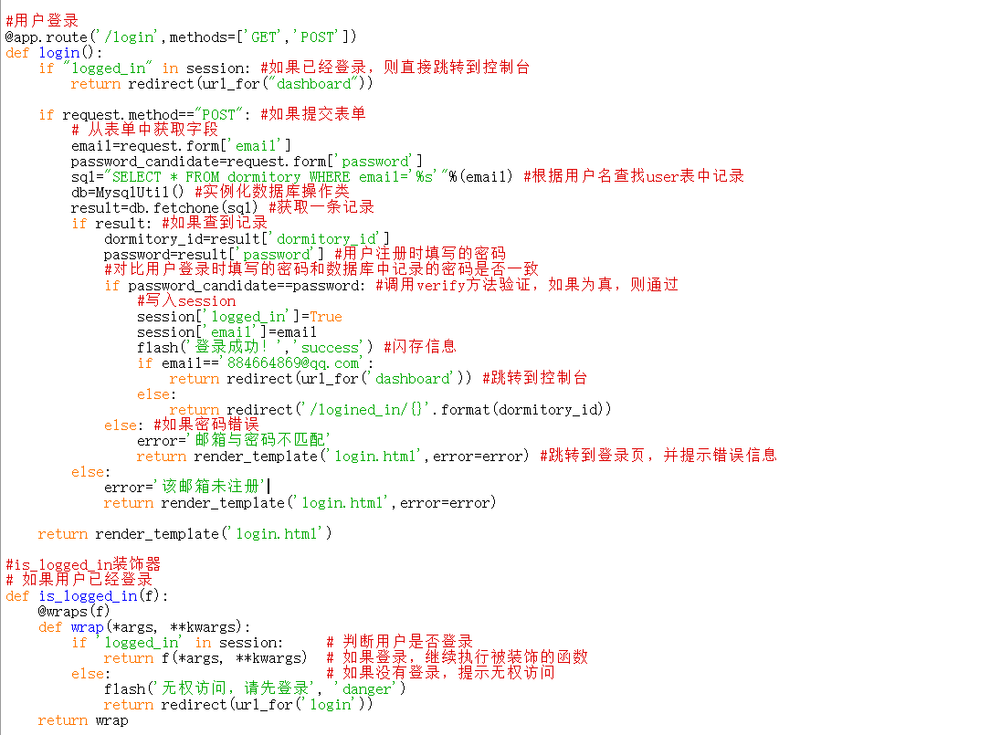 #用户登录
@app.route('/login',methods=['GET','POST'])
def login():
    if "logged_in" in session: #如果已经登录，则直接跳转到控制台
        return redirect(url_for("dashboard"))

    if request.method=="POST": #如果提交表单
        # 从表单中获取字段
        email=request.form['email']
        password_candidate=request.form['password']
        sql="SELECT * FROM dormitory WHERE email='%s'"%(email) #根据用户名查找user表中记录
        db=MysqlUtil() #实例化数据库操作类
        result=db.fetchone(sql) #获取一条记录
        if result: #如果查到记录
            dormitory_id=result['dormitory_id']
            password=result['password'] #用户注册时填写的密码
            #对比用户登录时填写的密码和数据库中记录的密码是否一致
            if password_candidate==password: #调用verify方法验证，如果为真，则通过
                #写入session
                session['logged_in']=True
                session['email']=email
                flash('登录成功！','success') #闪存信息
                if email=='884664869@qq.com':
                    return redirect(url_for('dashboard')) #跳转到控制台
                else:
                    return redirect('/logined_in/{}'.format(dormitory_id))
            else: #如果密码错误
                error='邮箱与密码不匹配'
                return render_template('login.html',error=error) #跳转到登录页，并提示错误信息
        else:
            error='该邮箱未注册'
            return render_template('login.html',error=error)

    return render_template('login.html')

#is_logged_in装饰器
# 如果用户已经登录
def is_logged_in(f):
    @wraps(f)
    def wrap(*args, **kwargs):
        if 'logged_in' in session:     # 判断用户是否登录
            return f(*args, **kwargs)  # 如果登录，继续执行被装饰的函数
        else:                          # 如果没有登录，提示无权访问
            flash('无权访问，请先登录', 'danger')
            return redirect(url_for('login'))
    return wrap